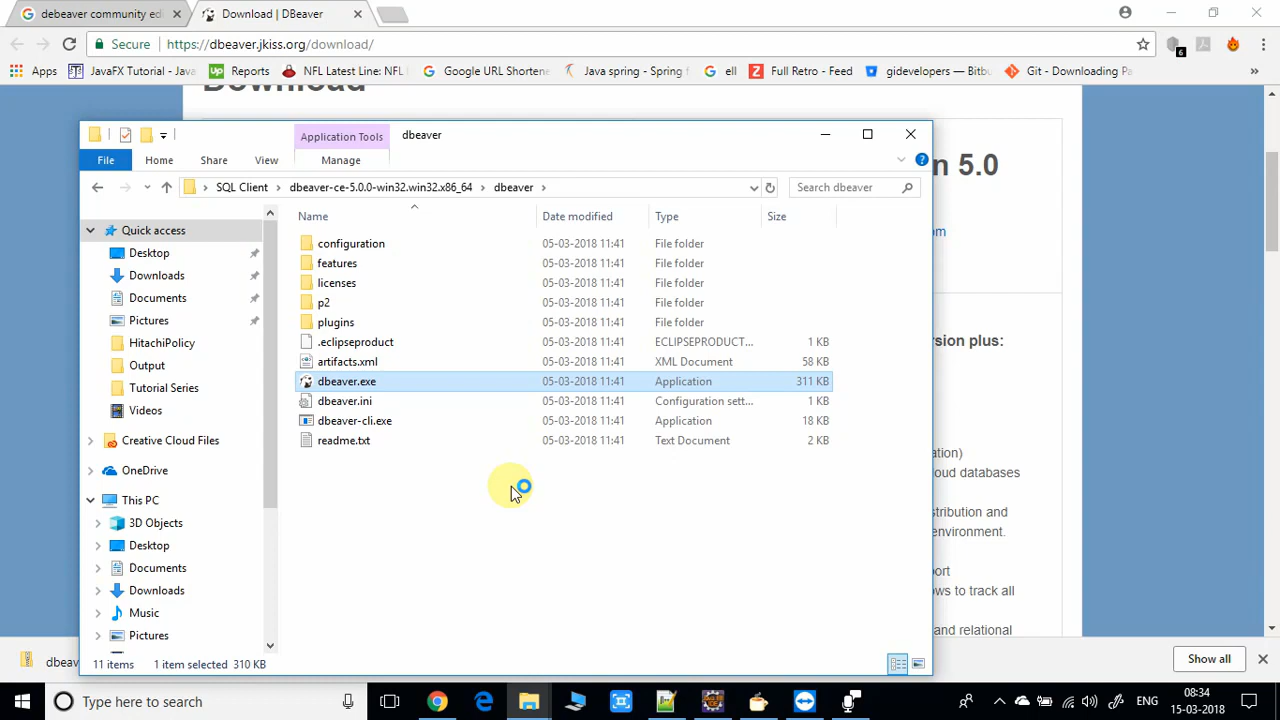 debeaver community ed
Download | DBeaver
Secure
https://dbeaver.jkiss.org/download/
Apps
JavaFX Tutorial - Java
Reports
NFL Latest Line: NFL
Google URL Shortene
Java spring - Spring f
ell
Full Retro - Feed
gidewelopers — Bitb
Git - Downloading Pa
Download
Application Tools
dbeaver
File
Home
Share
View
Manage
SQL Client
dbeaver-ce-5.0.0-win32.win32.x86_64
dbeaver
Search dbeaver
n 5.0
Name
Date modified
Type
Size
Quick access
Desktop
Downloads
Documents
Pictures
HitachiPolicy
Output
Tutorial Series
Videos
Creative Cloud Files
OneDrive
This PC
3D Objects
Desktop
Documents
Downloads
Music
Pictures
configuration 05-03-2018 11:41 File folder
features 05-03-2018 11:41 File folder
licenses 05-03-2018 11:41 File folder
p2 05-03-2018 11:41 File folder
plugins 05-03-2018 11:41 File folder
.eclipseproduct 05-03-2018 11:41 ECLIPSEPRODUCT... 1 KB
artifacts.xml 05-03-2018 11:41 XML Document 58 KB
dbeaver.exe 05-03-2018 11:41 Application 311 KB
dbeaver.ini 05-03-2018 11:41 Configuration sett... 1 KB
dbeaver-cli.exe 05-03-2018 11:41 Application 18 KB
readme.txt 05-03-2018 11:41 Text Document 2 KB
om
rsion plus:
ation)
oud databases
stribution and
environment.
port
ows to track all
and relational
11 items
1 item selected 310 KB
dbeav
Show all
Type here to search
ENG
08:34
15-03-2018